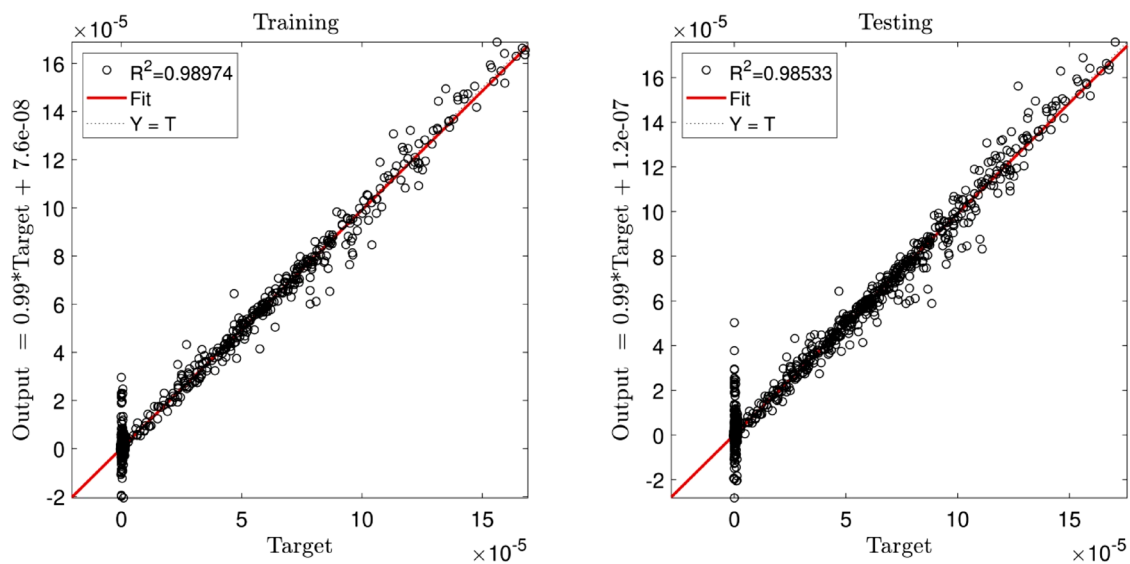 Training
×10⁻⁵
R²=0.98974
Fit
Y = T
Output = 0.99*Target + 7.6e-08
16
14
12
10
8
6
4
2
0
-2
0 5 10 15
Target
×10⁻⁵
Testing
×10⁻⁵
R²=0.98533
Fit
Y = T
Output = 0.99*Target + 1.2e-07
16
14
12
10
8
6
4
2
0
-2
0 5 10 15
Target
×10⁻⁵